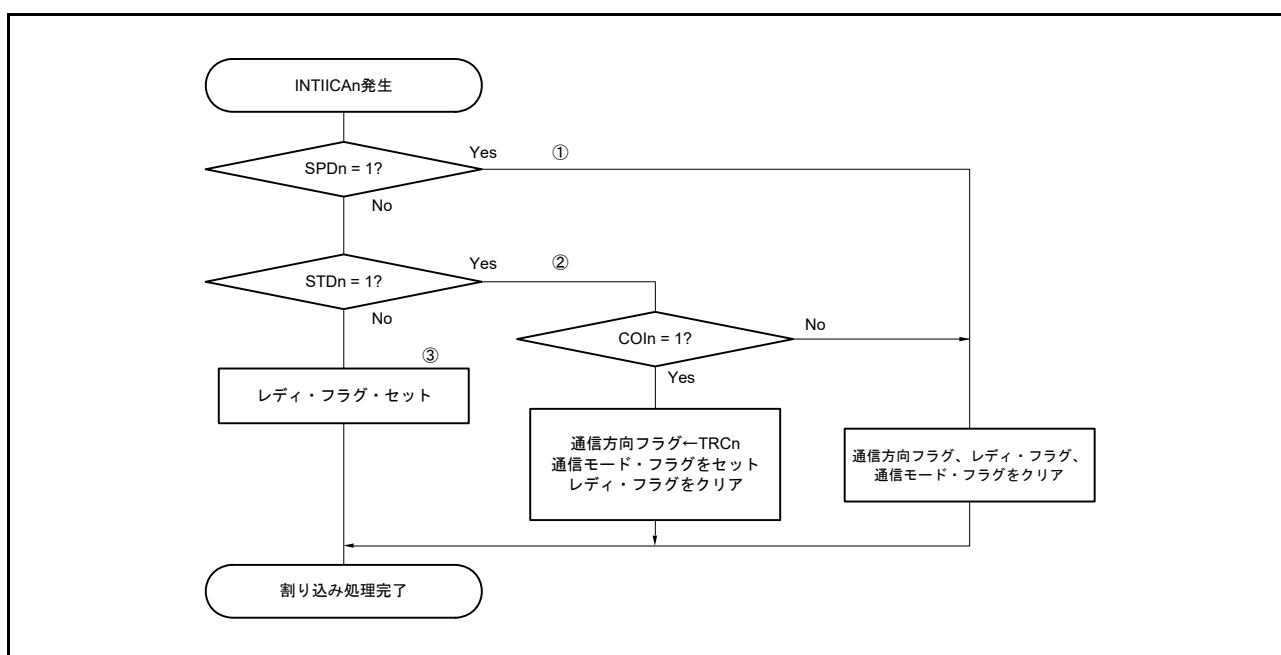 INTIICAn発生
SPDn = 1?
Yes
①
No
STDn = 1?
Yes
②
No
COIn = 1?
No
Yes
③
レディ・フラグ・セット
通信方向フラグ←TRCn
通信モード・フラグをセット
レディ・フラグをクリア
通信方向フラグ、レディ・フラグ、
通信モード・フラグをクリア
割り込み処理完了